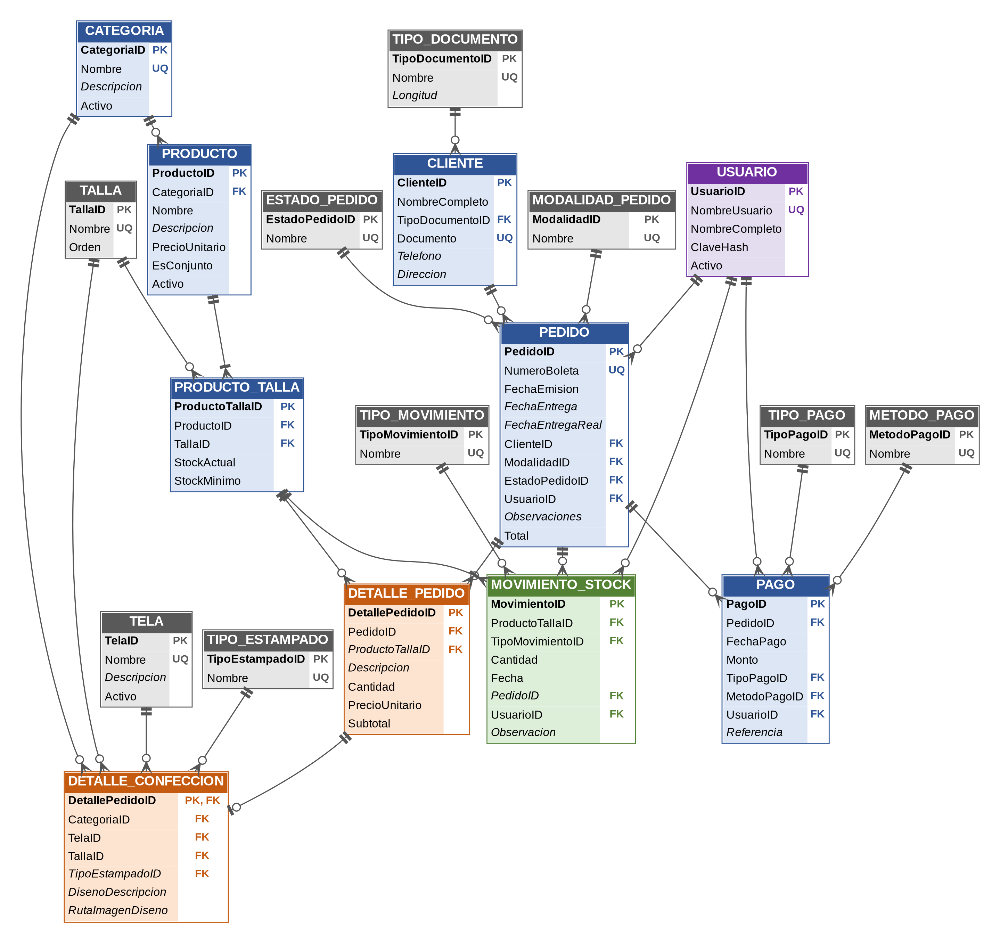 CATEGORIA
CategoriaID PK
Nombre UQ
Descripcion
Activo
TIPO_DOCUMENTO
TipoDocumentoID PK
Nombre UQ
Longitud
PRODUCTO
ProductoID PK
CategoriaID FK
Nombre
Descripcion
PrecioUnitario
EsConjunto
Activo
CLIENTE
ClienteID PK
NombreCompleto
TipoDocumentoID FK
Documento UQ
Telefono
Direccion
USUARIO
UsuarioID PK
NombreUsuario UQ
NombreCompleto
ClaveHash
Activo
TALLA
TallaID PK
Nombre UQ
Orden
ESTADO_PEDIDO
EstadoPedidoID PK
Nombre UQ
MODALIDAD_PEDIDO
ModalidadID PK
Nombre UQ
PEDIDO
PedidoID PK
NumeroBoleta UQ
FechaEmision
FechaEntrega
FechaEntregaReal
ClienteID FK
ModalidadID FK
EstadoPedidoID FK
UsuarioID FK
Observaciones
Total
PRODUCTO_TALLA
ProductoTallaID PK
ProductoID FK
TallaID FK
StockActual
StockMinimo
TIPO_MOVIMIENTO
TipoMovimientoID PK
Nombre UQ
TIPO_PAGO
TipoPagoID PK
Nombre UQ
METODO_PAGO
MetodoPagoID PK
Nombre UQ
DETALLE_PEDIDO
DetallePedidoID PK
PedidoID FK
ProductoTallaID FK
Descripcion
Cantidad
PrecioUnitario
Subtotal
MOVIMIENTO_STOCK
MovimientoID PK
ProductoTallaID FK
TipoMovimientoID FK
Cantidad
Fecha
PedidoID FK
UsuarioID FK
Observacion
PAGO
PagoID PK
PedidoID FK
FechaPago
Monto
TipoPagoID FK
MetodoPagoID FK
UsuarioID FK
Referencia
TELA
TelaID PK
Nombre UQ
Descripcion
Activo
TIPO_ESTAMPADO
TipoEstampadoID PK
Nombre UQ
DETALLE_CONFECCION
DetallePedidoID PK, FK
CategoriaID FK
TelaID FK
TallaID FK
TipoEstampadoID FK
DisenoDescripcion
RutaImagenDiseno